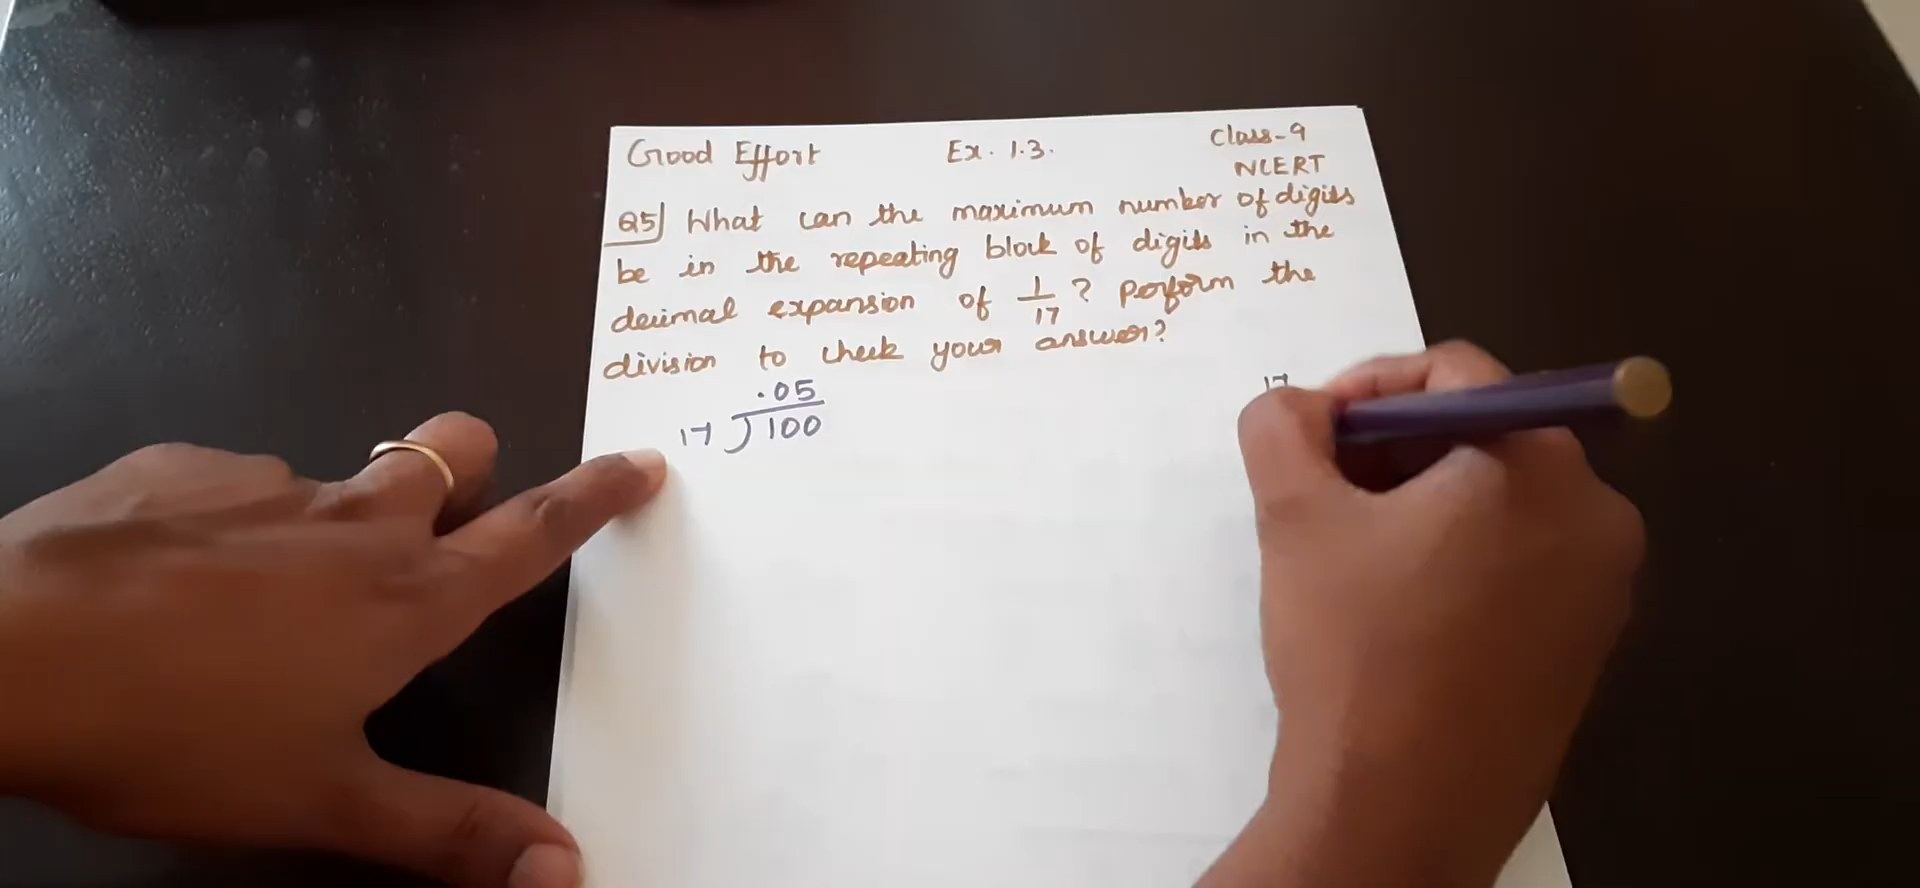 Good Effort Ex. 1.3. Class-9
NCERT
Q5) What can the maximum number of digits
be in the repeating block of digits in the
decimal expansion of 1/17 ? Perform the
division to check your answer?
.05
17 ) 100
17